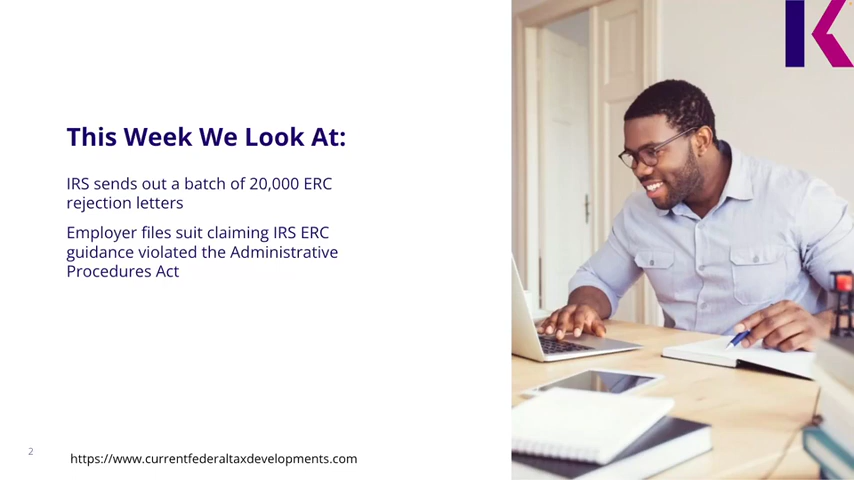 This Week We Look At:
IRS sends out a batch of 20,000 ERC
rejection letters
Employer files suit claiming IRS ERC
guidance violated the Administrative
Procedures Act
2
https://www.currentfederaltaxdevelopments.com
K